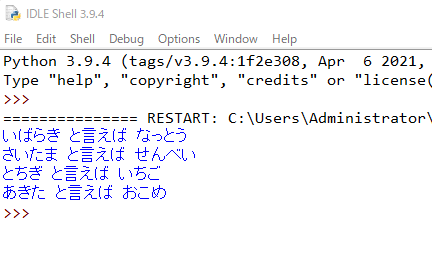 IDLE Shell 3.9.4
File Edit Shell Debug Options Window Help
Python 3.9.4 (tags/v3.9.4:1f2e308, Apr  6 2021,
Type "help", "copyright", "credits" or "license(
>>>
=============== RESTART: C:\Users\Administrator\
いばらき と言えば なっとう
さいたま と言えば せんべい
とちぎ と言えば いちご
あきた と言えば おこめ
>>>